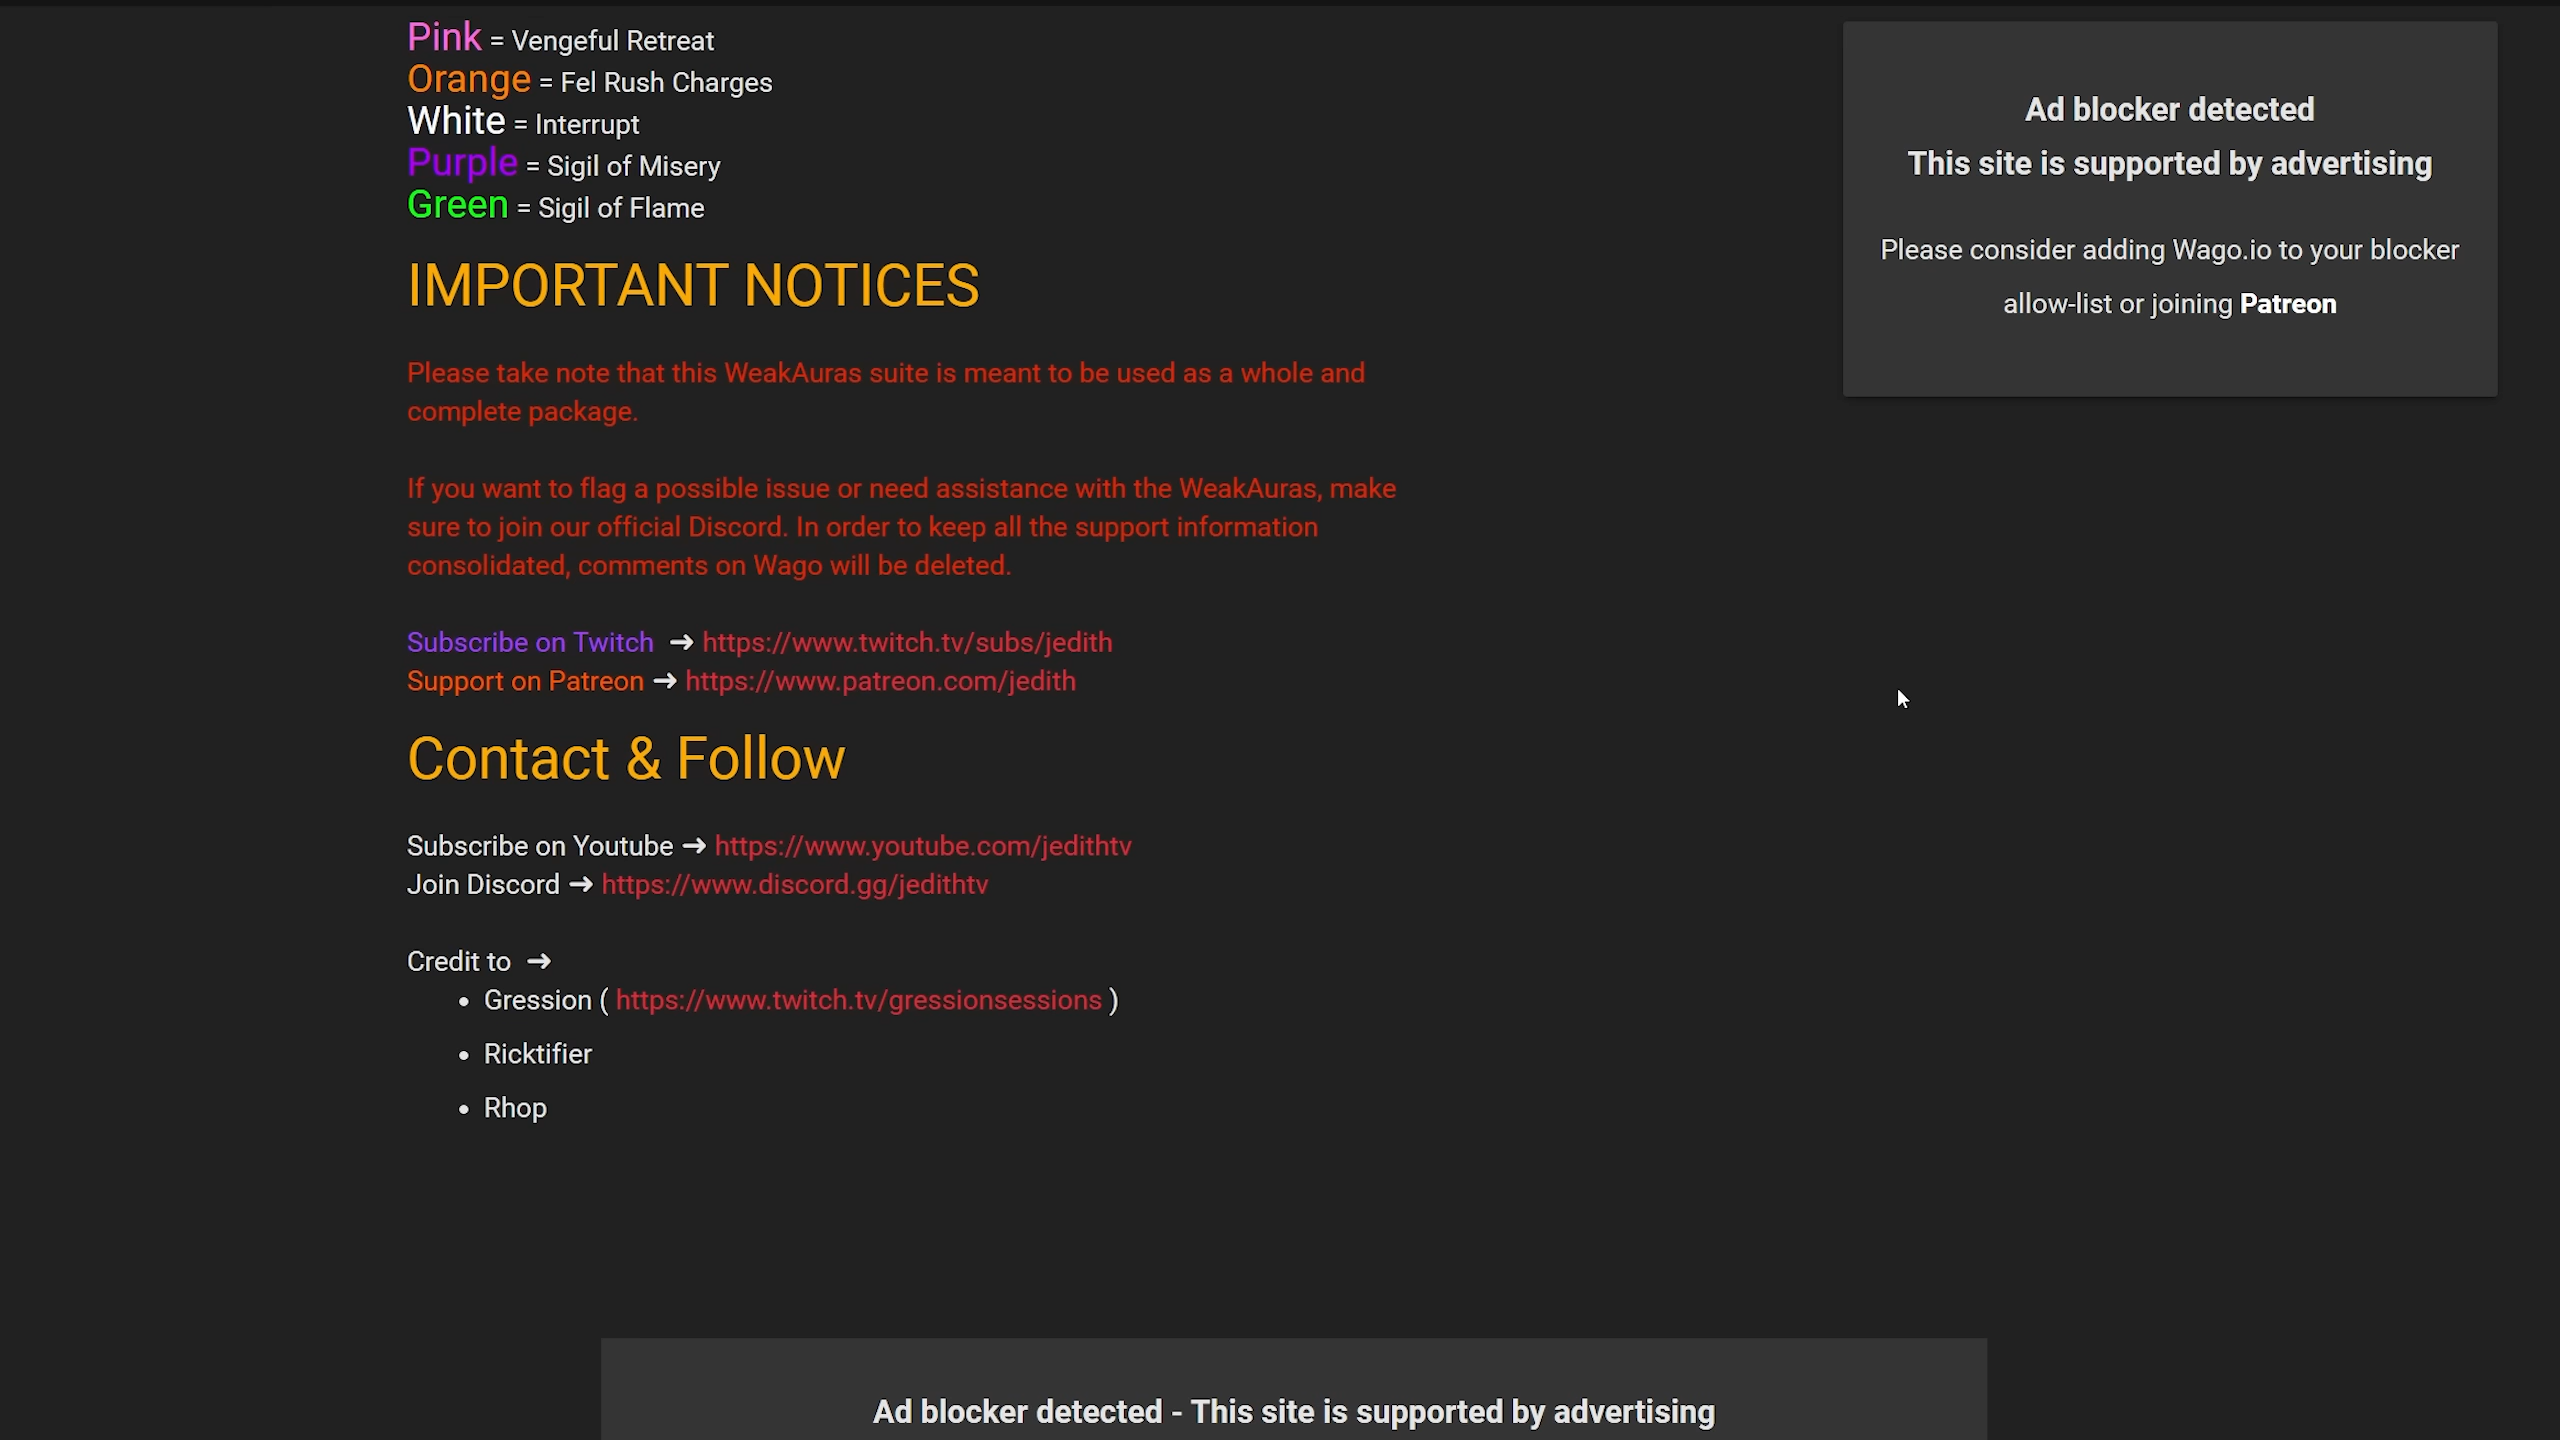 Pink = Vengeful Retreat
Orange = Fel Rush Charges
White = Interrupt
Purple = Sigil of Misery
Green = Sigil of Flame
IMPORTANT NOTICES
Please take note that this WeakAuras suite is meant to be used as a whole and
complete package.
If you want to flag a possible issue or need assistance with the WeakAuras, make
sure to join our official Discord. In order to keep all the support information
consolidated, comments on Wago will be deleted.
Subscribe on Twitch ➜ https://www.twitch.tv/subs/jedith
Support on Patreon ➜ https://www.patreon.com/jedith
Contact & Follow
Subscribe on Youtube ➜ https://www.youtube.com/jedithtv
Join Discord ➜ https://www.discord.gg/jedithtv
Credit to ➜
• Gression ( https://www.twitch.tv/gressionsessions )
• Ricktifier
• Rhop
Ad blocker detected
This site is supported by advertising
Please consider adding Wago.io to your blocker
allow-list or joining Patreon
Ad blocker detected - This site is supported by advertising